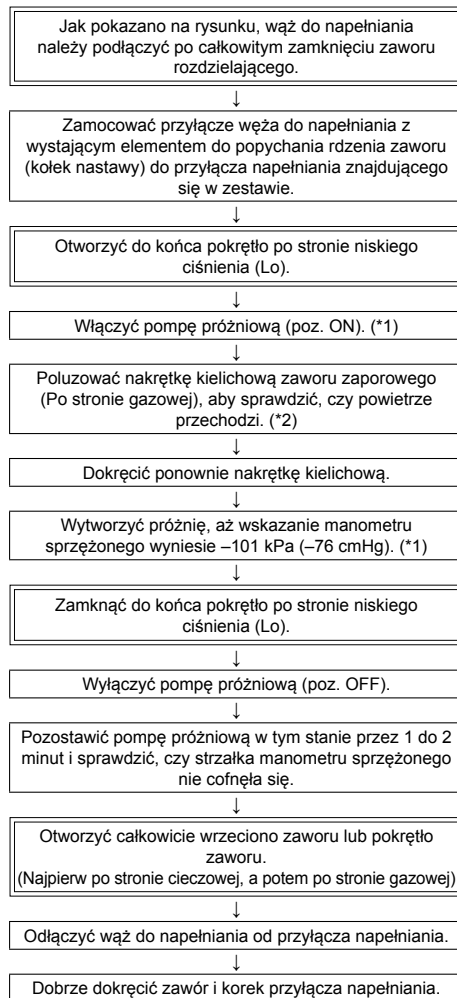 Jak pokazano na rysunku, wąż do napełniania
należy podłączyć po całkowitym zamknięciu zaworu
rozdzielającego.
↓
Zamocować przyłącze węża do napełniania z
wystającym elementem do popychania rdzenia zaworu
(kołek nastawy) do przyłącza napełniania znajdującego
się w zestawie.
↓
Otworzyć do końca pokrętło po stronie niskiego
ciśnienia (Lo).
↓
Włączyć pompę próżniową (poz. ON). (*1)
↓
Poluzować nakrętkę kielichową zaworu zaporowego
(Po stronie gazowej), aby sprawdzić, czy powietrze
przechodzi. (*2)
↓
Dokręcić ponownie nakrętkę kielichową.
↓
Wytworzyć próżnię, aż wskazanie manometru
sprzężonego wyniesie –101 kPa (–76 cmHg). (*1)
↓
Zamknąć do końca pokrętło po stronie niskiego
ciśnienia (Lo).
↓
Wyłączyć pompę próżniową (poz. OFF).
↓
Pozostawić pompę próżniową w tym stanie przez 1 do 2
minut i sprawdzić, czy strzałka manometru sprzężonego
nie cofnęła się.
↓
Otworzyć całkowicie wrzeciono zaworu lub pokrętło
zaworu.
(Najpierw po stronie cieczowej, a potem po stronie gazowej)
↓
Odłączyć wąż do napełniania od przyłącza napełniania.
↓
Dobrze dokręcić zawór i korek przyłącza napełniania.